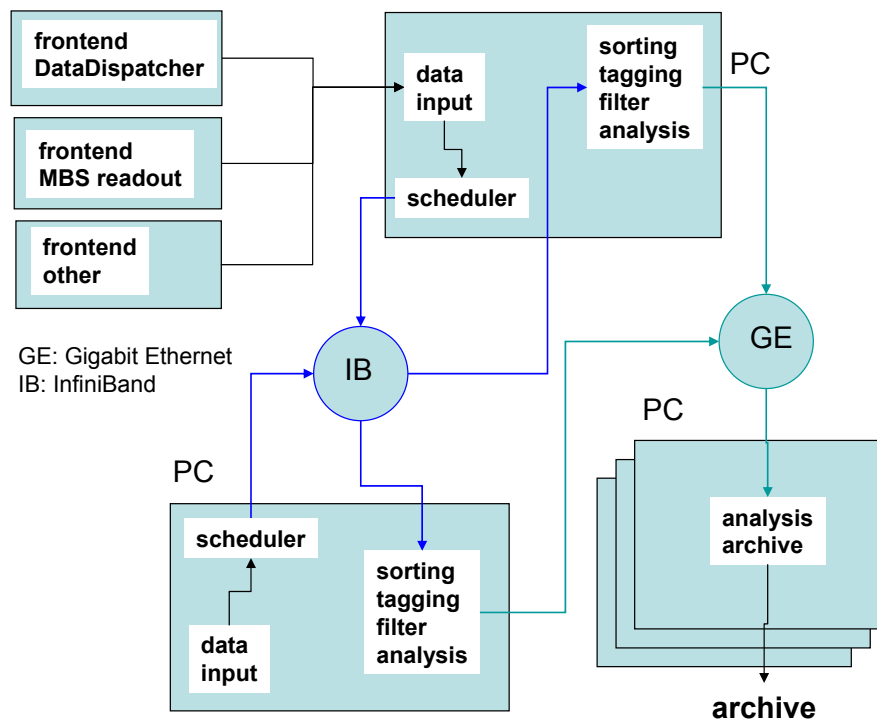 frontend
DataDispatcher
frontend
MBS readout
frontend
other
data
input
scheduler
sorting
tagging
filter
analysis
PC
GE: Gigabit Ethernet
IB: InfiniBand
IB
GE
PC
scheduler
data
input
sorting
tagging
filter
analysis
PC
analysis
archive
archive